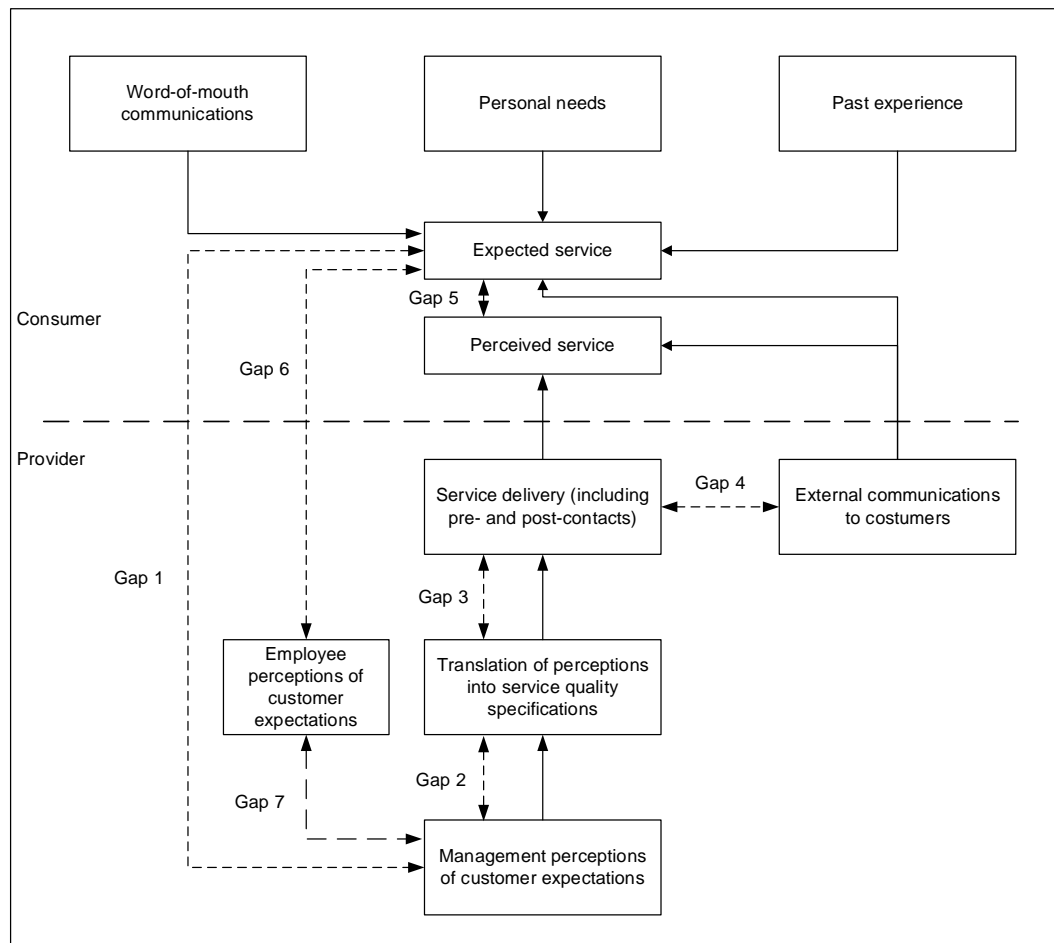 Word-of-mouth
communications
Personal needs
Past experience
Expected service
Gap 5
Consumer
Perceived service
Gap 6
Provider
Service delivery (including
pre- and post-contacts)
Gap 4
External communications
to costumers
Gap 1
Gap 3
Employee
perceptions of
customer
expectations
Translation of perceptions
into service quality
specifications
Gap 2
Gap 7
Management perceptions
of customer expectations